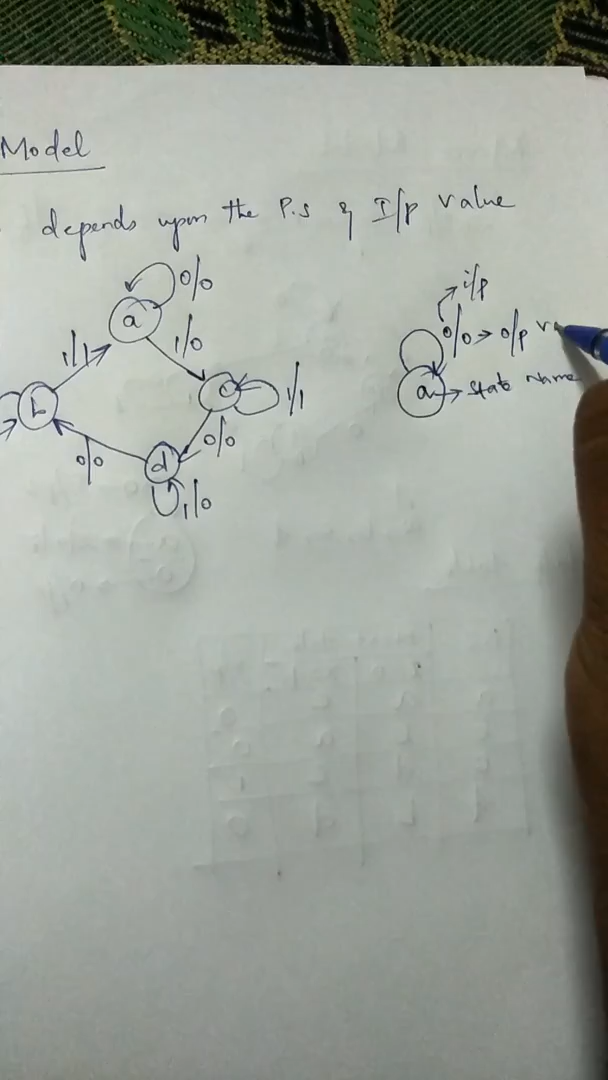 Model
depends upon the P.s & I/p value
0/0
a
1/1
1/0
b
c
1/1
0/0
0/0
d
1/0
i/p
0/0 → o/p
a → state name